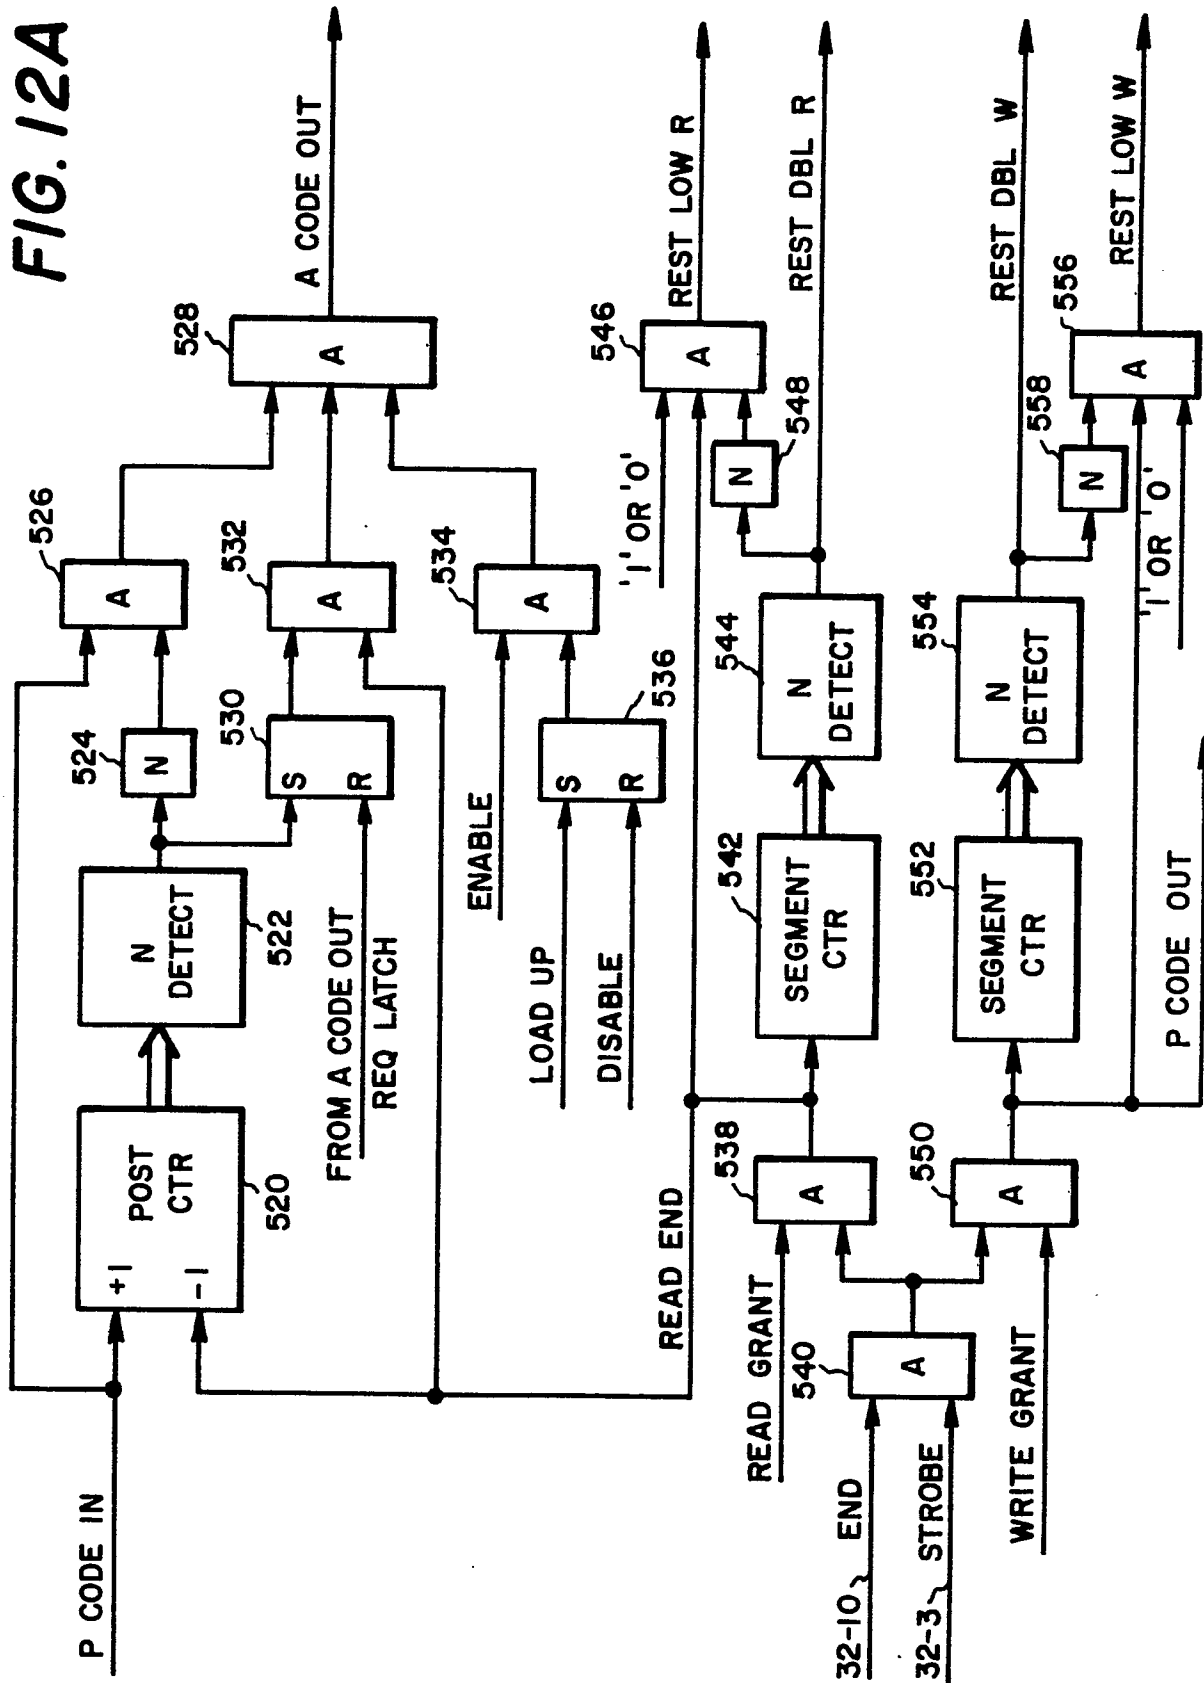 FIG. 12A
P CODE IN
+1
-1
POST
CTR
520
N
DETECT
522
524
N
526
A
528
A
A CODE OUT
530
S
R
532
A
FROM A CODE OUT
REQ LATCH
ENABLE
534
A
LOAD UP
DISABLE
S
R
536
READ END
READ GRANT
538
A
SEGMENT
CTR
542
N
DETECT
544
'1' OR '0'
546
A
REST LOW R
N
548
REST DBL R
32-10 END
32-3 STROBE
540
A
WRITE GRANT
550
A
SEGMENT
CTR
552
N
DETECT
554
REST DBL W
N
558
A
556
REST LOW W
'1' OR '0'
P CODE OUT